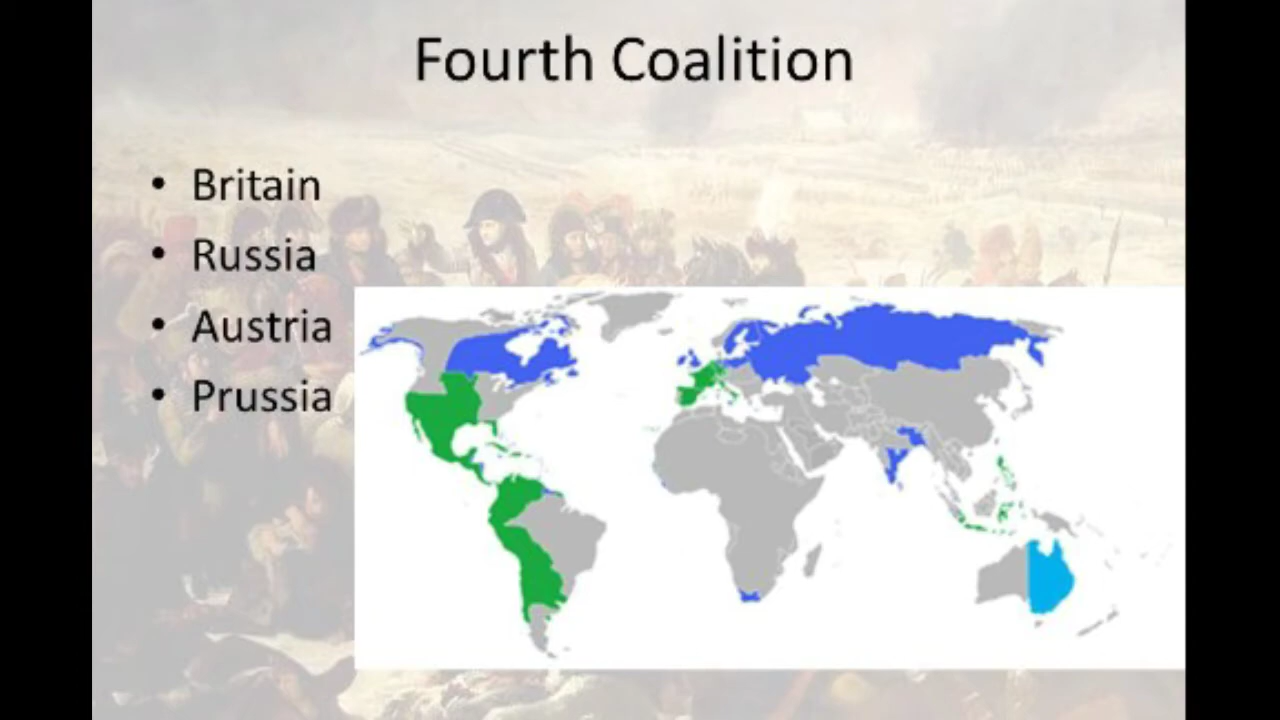 Fourth Coalition
• Britain
• Russia
• Austria
• Prussia